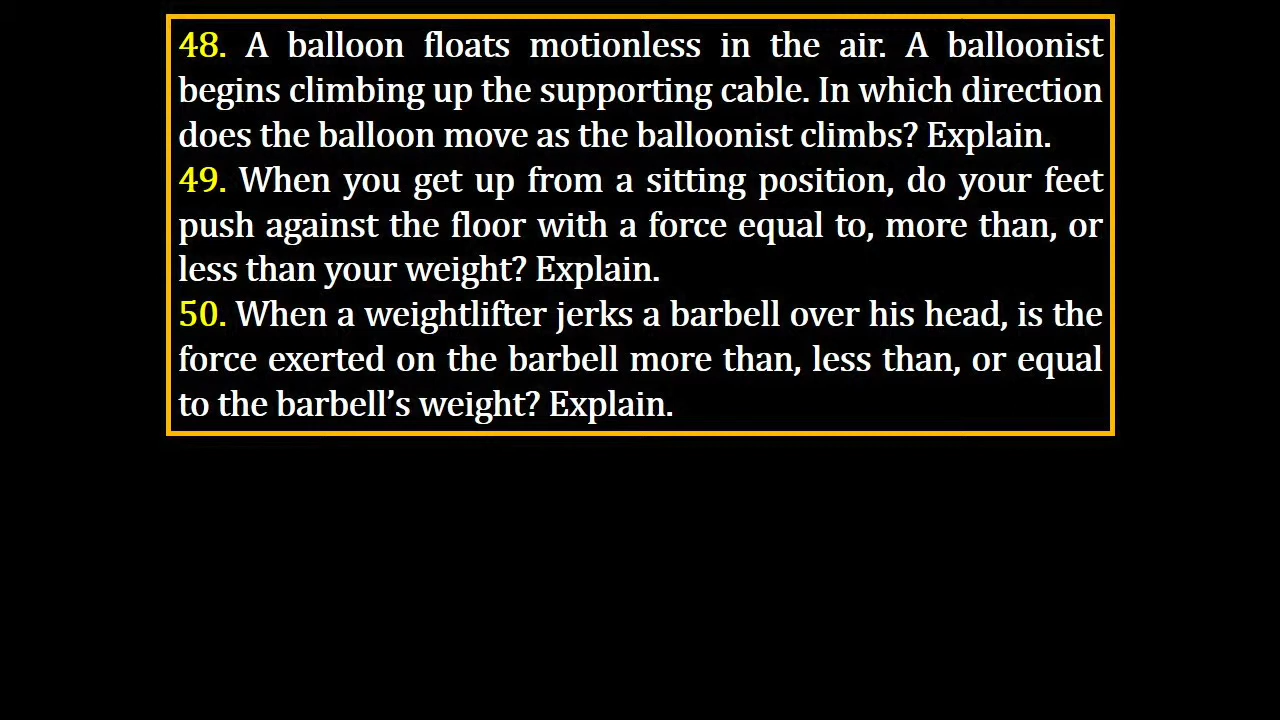 48. A balloon floats motionless in the air. A balloonist
begins climbing up the supporting cable. In which direction
does the balloon move as the balloonist climbs? Explain.
49. When you get up from a sitting position, do your feet
push against the floor with a force equal to, more than, or
less than your weight? Explain.
50. When a weightlifter jerks a barbell over his head, is the
force exerted on the barbell more than, less than, or equal
to the barbell’s weight? Explain.